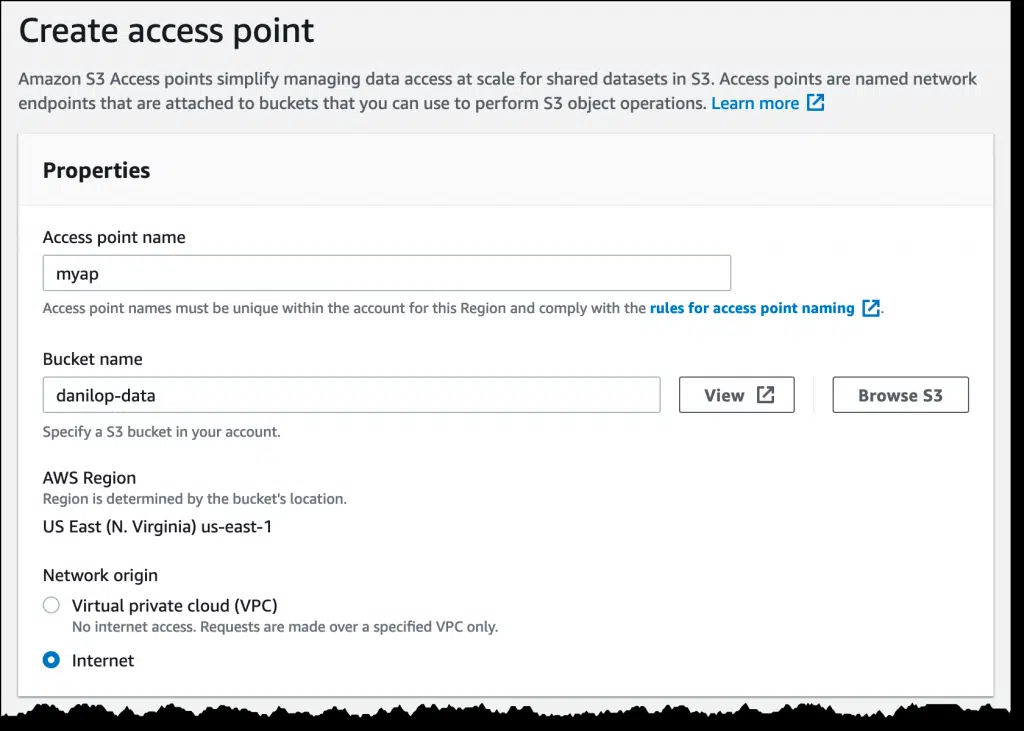 Create access point
Amazon S3 Access points simplify managing data access at scale for shared datasets in S3. Access points are named network
endpoints that are attached to buckets that you can use to perform S3 object operations. Learn more
Properties
Access point name
myap
Access point names must be unique within the account for this Region and comply with the rules for access point naming.
Bucket name
danilop-data
View
Browse S3
Specify a S3 bucket in your account.
AWS Region
Region is determined by the bucket's location.
US East (N. Virginia) us-east-1
Network origin
Virtual private cloud (VPC)
No internet access. Requests are made over a specified VPC only.
Internet